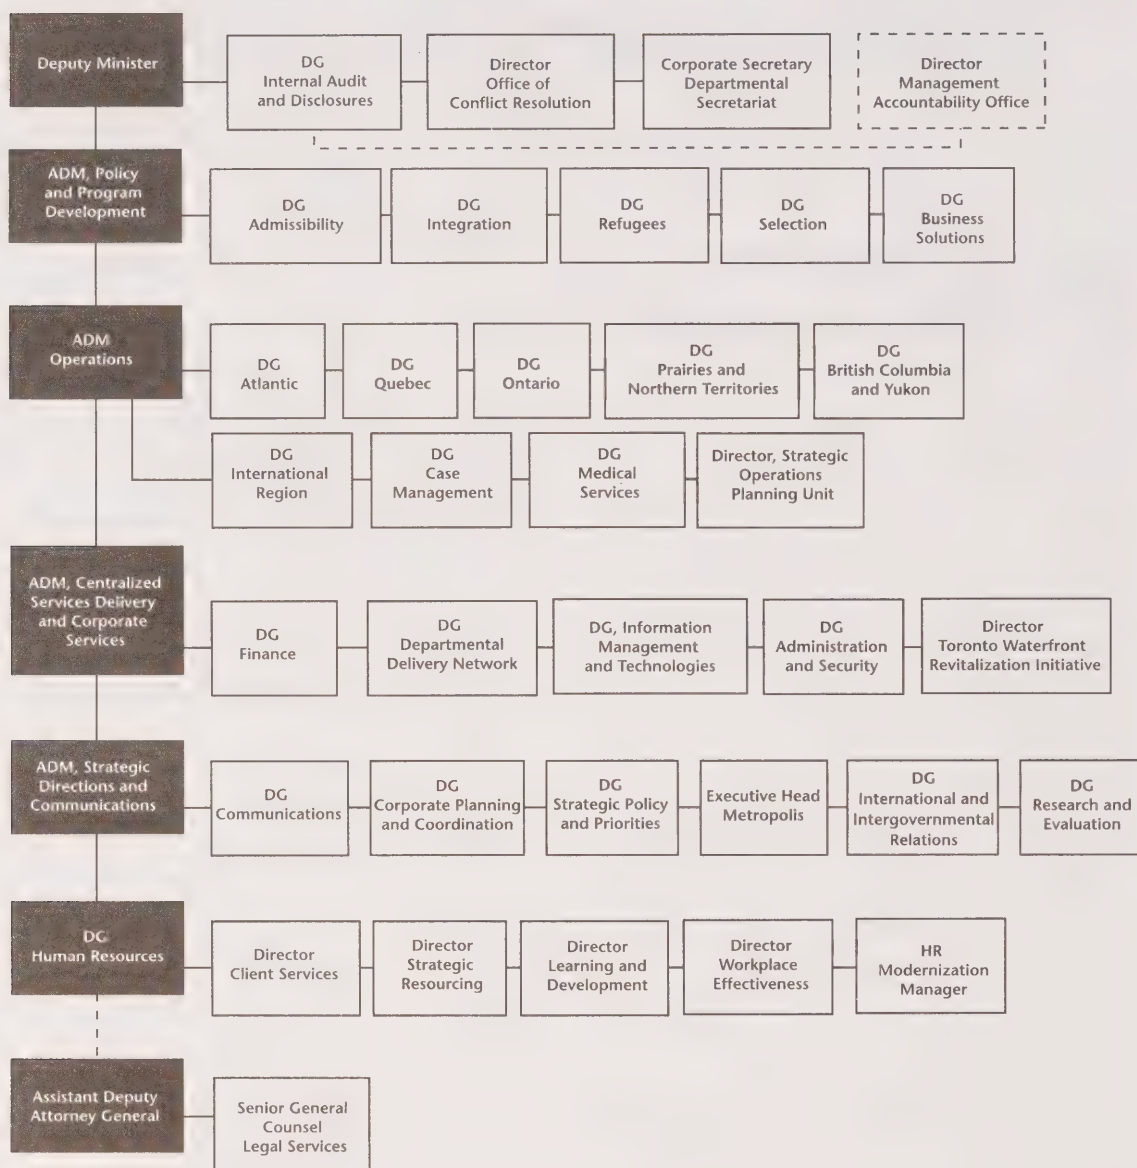 Deputy Minister
DG
Internal Audit
and Disclosures
Director
Office of
Conflict Resolution
Corporate Secretary
Departmental
Secretariat
Director
Management
Accountability Office
ADM, Policy
and Program
Development
DG
Admissibility
DG
Integration
DG
Refugees
DG
Selection
DG
Business
Solutions
ADM
Operations
DG
Atlantic
DG
Quebec
DG
Ontario
DG
Prairies and
Northern Territories
DG
British Columbia
and Yukon
DG
International
Region
DG
Case
Management
DG
Medical
Services
Director, Strategic
Operations
Planning Unit
ADM, Centralized
Services Delivery
and Corporate
Services
DG
Finance
DG
Departmental
Delivery Network
DG, Information
Management
and Technologies
DG
Administration
and Security
Director
Toronto Waterfront
Revitalization Initiative
ADM, Strategic
Directions and
Communications
DG
Communications
DG
Corporate Planning
and Coordination
DG
Strategic Policy
and Priorities
Executive Head
Metropolis
DG
International and
Intergovernmental
Relations
DG
Research and
Evaluation
DG
Human Resources
Director
Client Services
Director
Strategic
Resourcing
Director
Learning and
Development
Director
Workplace
Effectiveness
HR
Modernization
Manager
Assistant Deputy
Attorney General
Senior General
Counsel
Legal Services